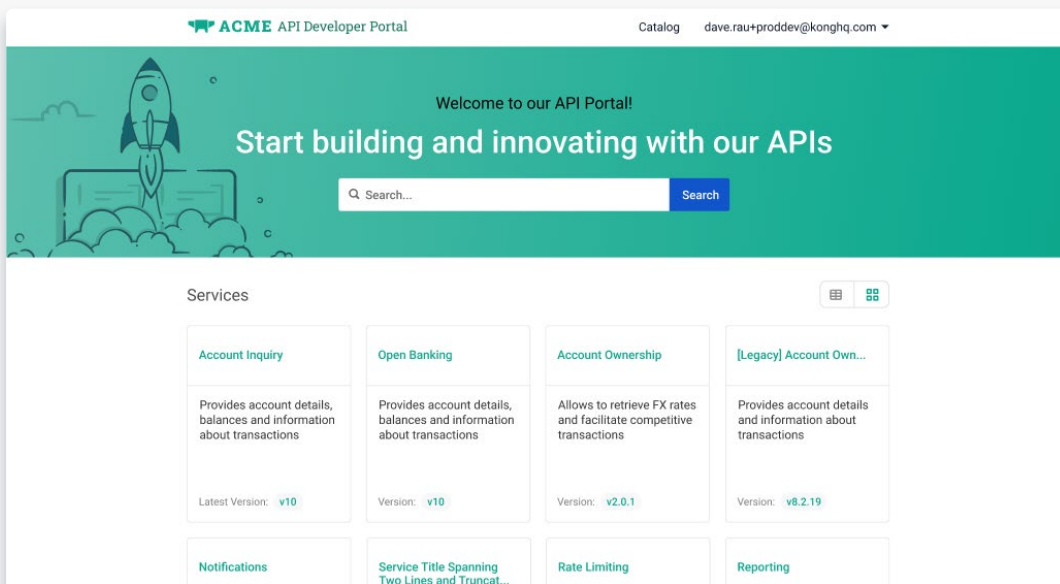 ACME API Developer Portal
Catalog
dave.rau+proddev@konghq.com
Welcome to our API Portal!
Start building and innovating with our APIs
Search...
Search
Services
Account Inquiry
Provides account details,
balances and information
about transactions
Latest Version: v10
Open Banking
Provides account details,
balances and information
about transactions
Version: v10
Account Ownership
Allows to retrieve FX rates
and facilitate competitive
transactions
Version: v2.0.1
[Legacy] Account Own...
Provides account details
and information about
transactions
Version: v8.2.19
Notifications
Service Title Spanning
Two Lines and Truncat...
Rate Limiting
Reporting